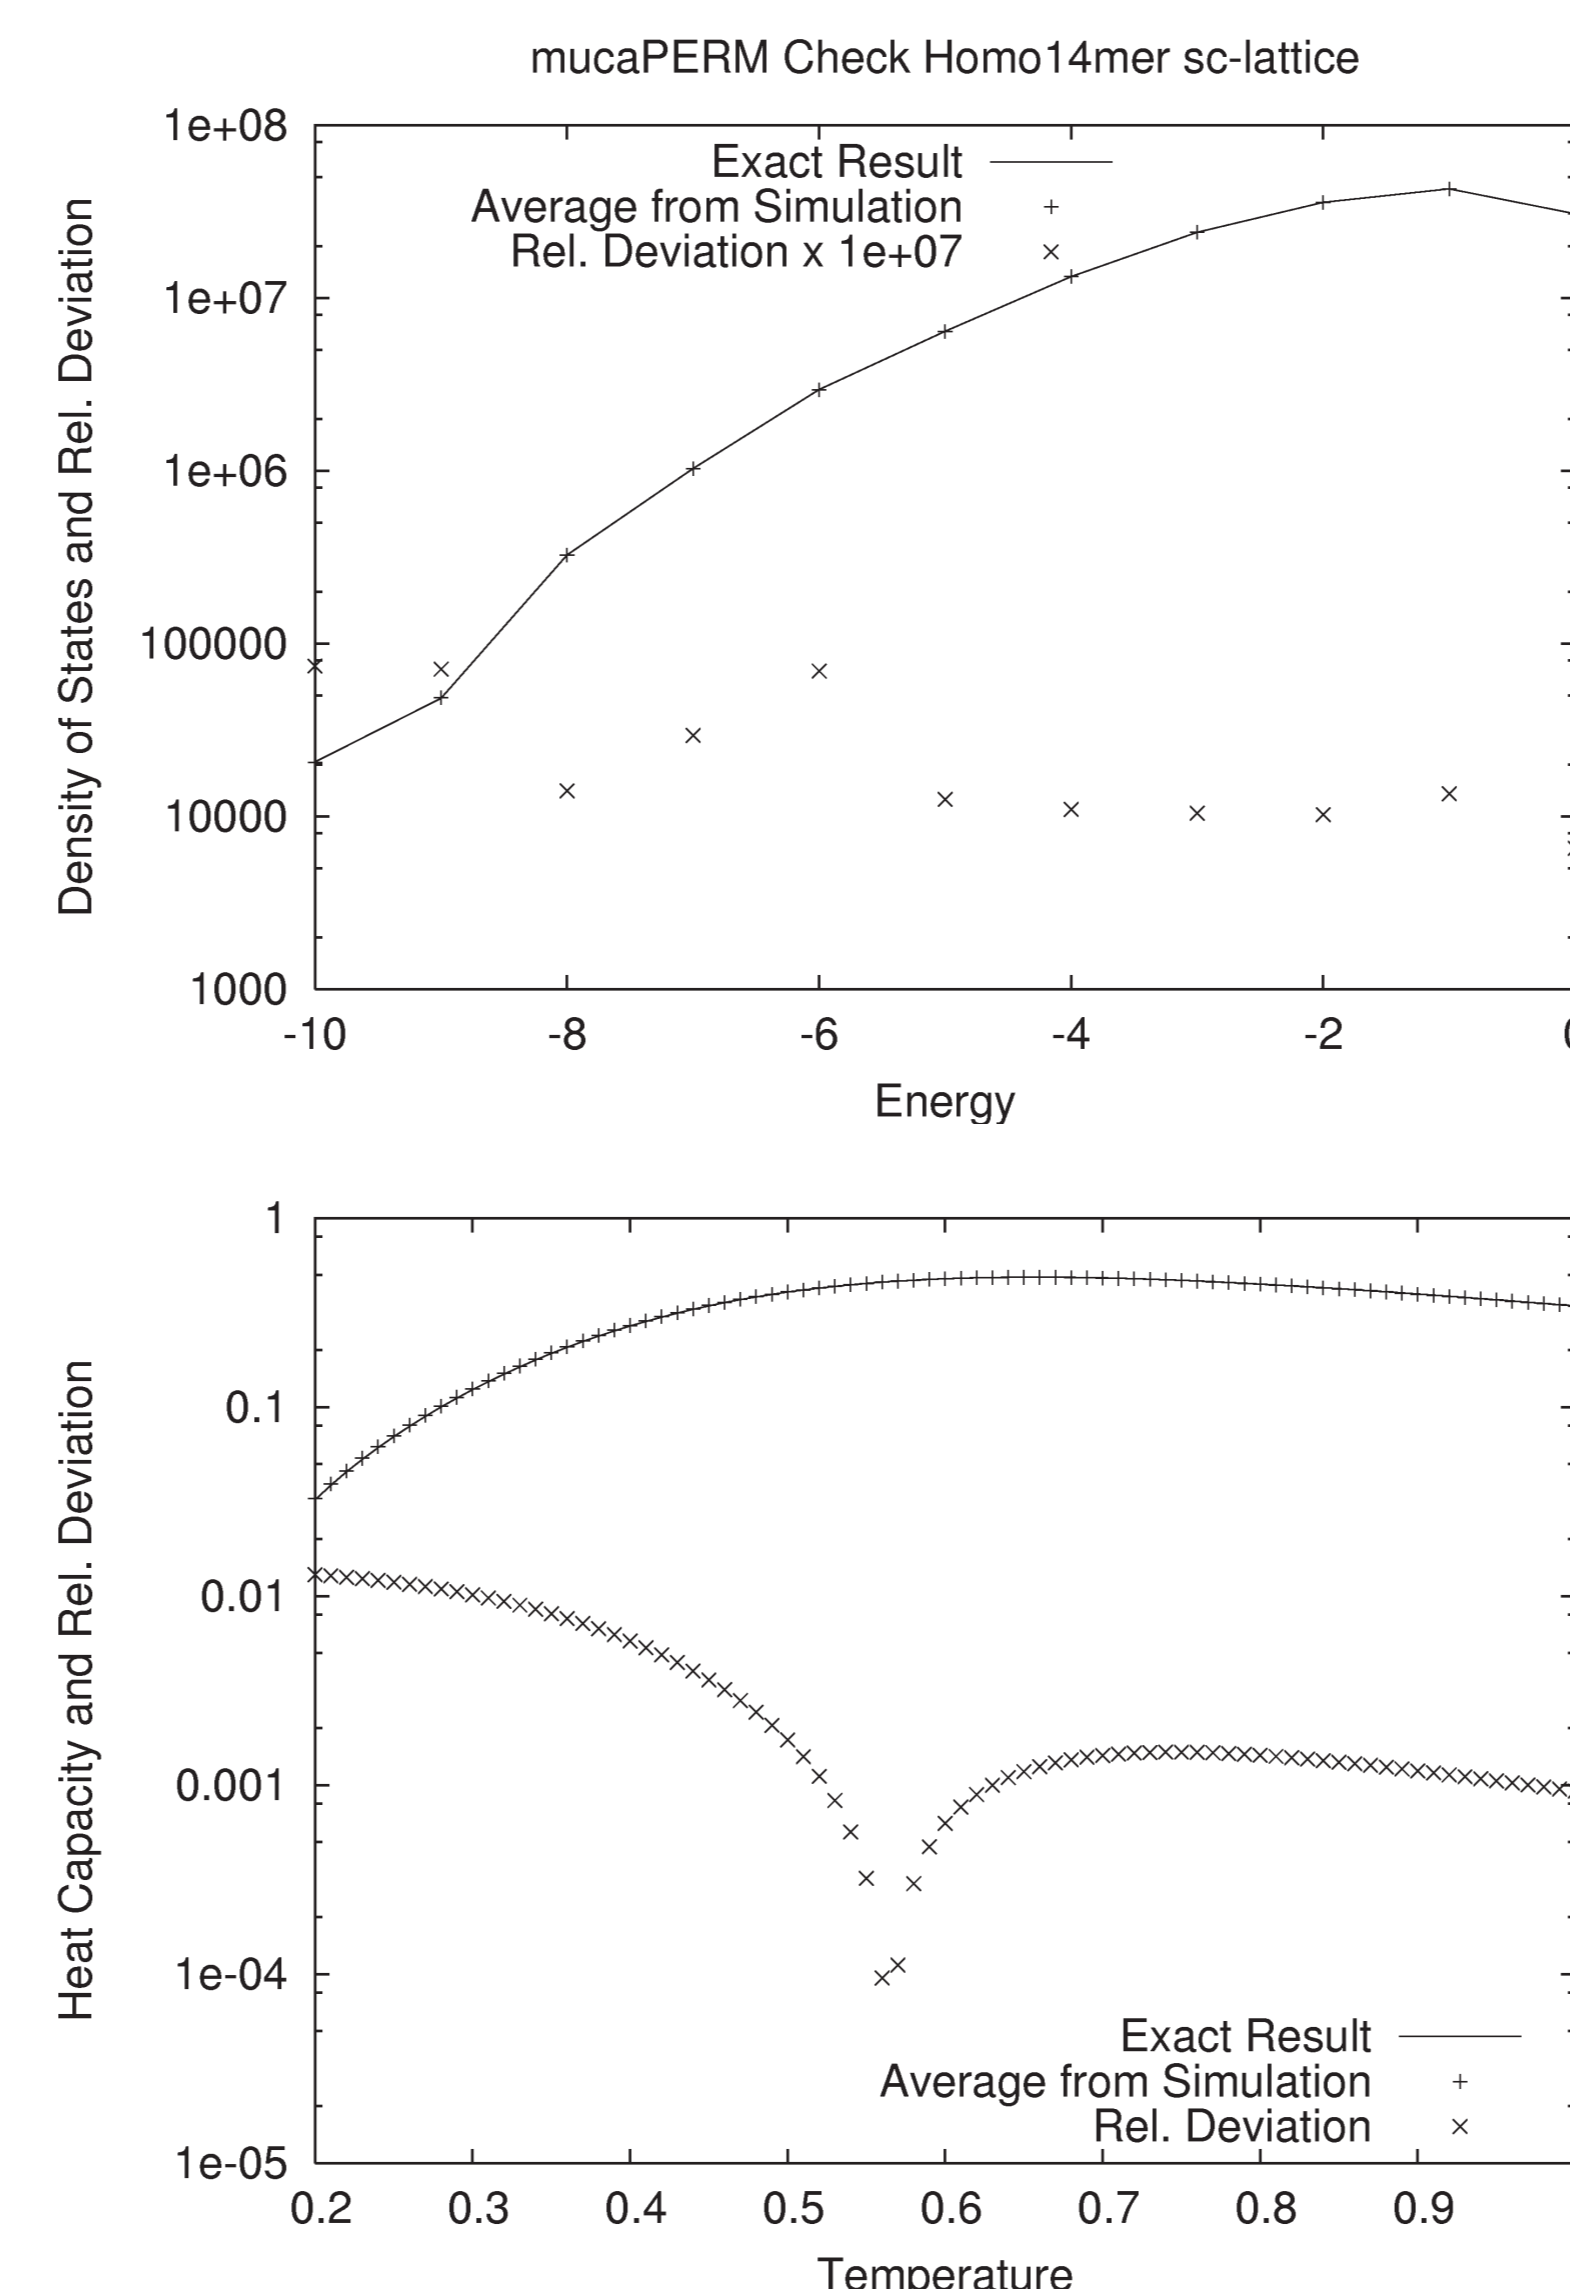 mucaPERM Check Homo14mer sc-lattice
1e+08
1e+07
1e+06
100000
10000
1000
Density of States and Rel. Deviation
Exact Result
Average from Simulation
Rel. Deviation x 1e+07
-10 -8 -6 -4 -2
Energy
1
0.1
0.01
0.001
1e-04
1e-05
Heat Capacity and Rel. Deviation
Exact Result
Average from Simulation
Rel. Deviation
0.2 0.3 0.4 0.5 0.6 0.7 0.8 0.9
Temperature